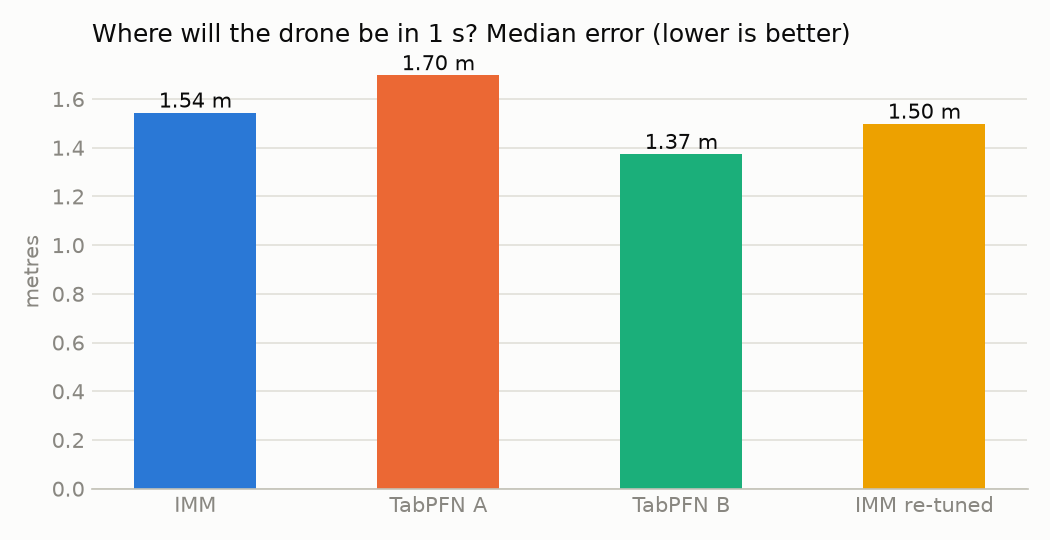 Where will the drone be in 1 s? Median error (lower is better)
1.70 m
1.54 m
1.50 m
1.37 m
metres
1.6
1.4
1.2
1.0
0.8
0.6
0.4
0.2
0.0
IMM
TabPFN A
TabPFN B
IMM re-tuned